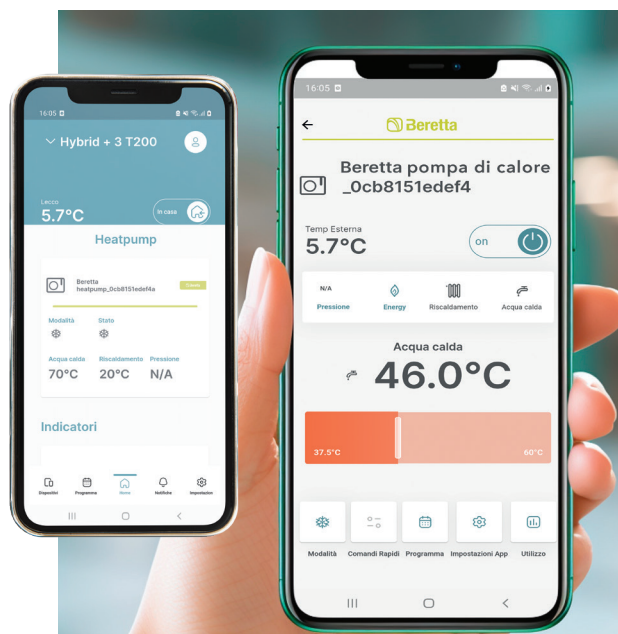 16:05
Hybrid + 3 T200
Lecco
5.7°C
in casa
Heatpump
Beretta
heatpump_0cb8151edef4a
Modalità Stato
Acqua calda Riscaldamento Pressione
70°C 20°C N/A
Indicatori
Dispositivi Programma Home Notifiche Impostazioni
16:05
Beretta
Beretta pompa di calore
_0cb8151edef4
Temp Esterna
5.7°C
on
N/A
Pressione Energy Riscaldamento Acqua calda
Acqua calda
46.0°C
37.5°C 60°C
Modalità Comandi Rapidi Programma Impostazioni App Utilizzo